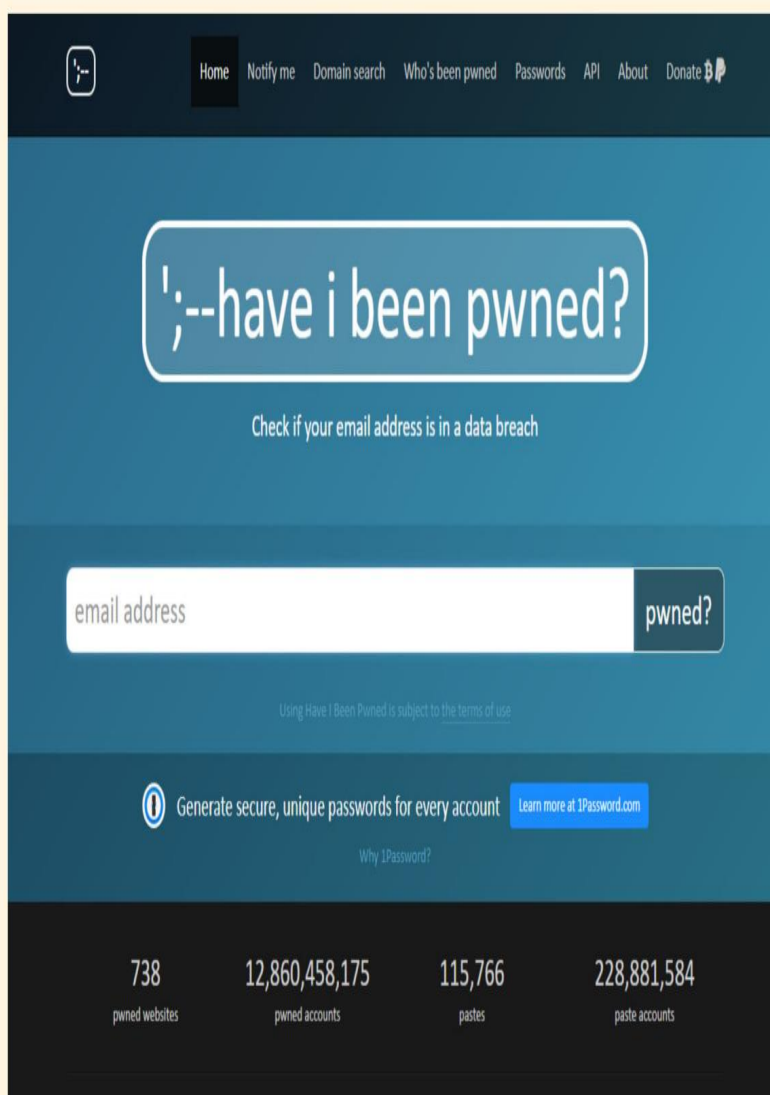 ';--
Home Notify me Domain search Who's been pwned Passwords API About Donate
';--have i been pwned?
Check if your email address is in a data breach
email address
pwned?
Using Have I Been Pwned is subject to the terms of use
Generate secure, unique passwords for every account
Learn more at 1Password.com
Why 1Password?
738 12,860,458,175 115,766 228,881,584
pwned websites pwned accounts pastes paste accounts